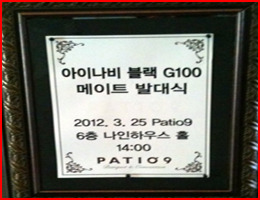 아이나비 블랙 G100
메이트 발대식
2012. 3. 25 Patio9
6층 나인하우스 홀
14:00
PATIO9